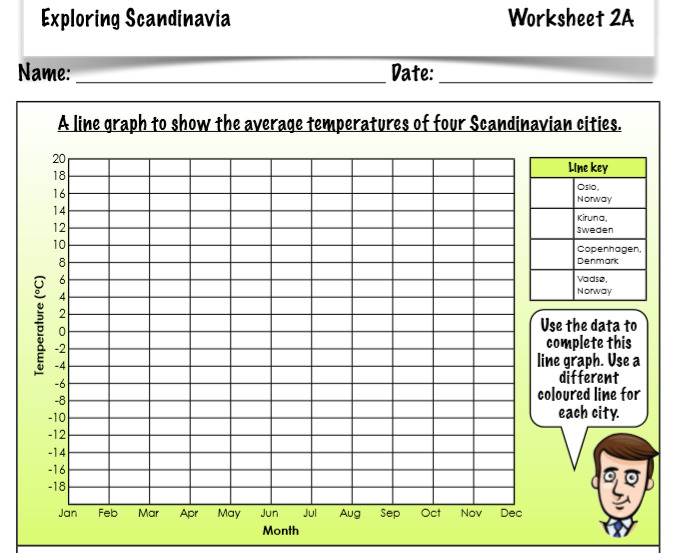 Exploring Scandinavia Worksheet 2A
Name: Date:
A line graph to show the average temperatures of four Scandinavian cities.
20
18
16
14
12
10
8
6
4
2
0
-2
-4
-6
-8
-10
-12
-14
-16
-18
Temperature (°C)
Jan Feb Mar Apr May Jun Jul Aug Sep Oct Nov Dec
Month
Line key
Oslo,
Norway
Kiruna,
Sweden
Copenhagen,
Denmark
Vadsø,
Norway
Use the data to
complete this
line graph. Use a
different
coloured line for
each city.